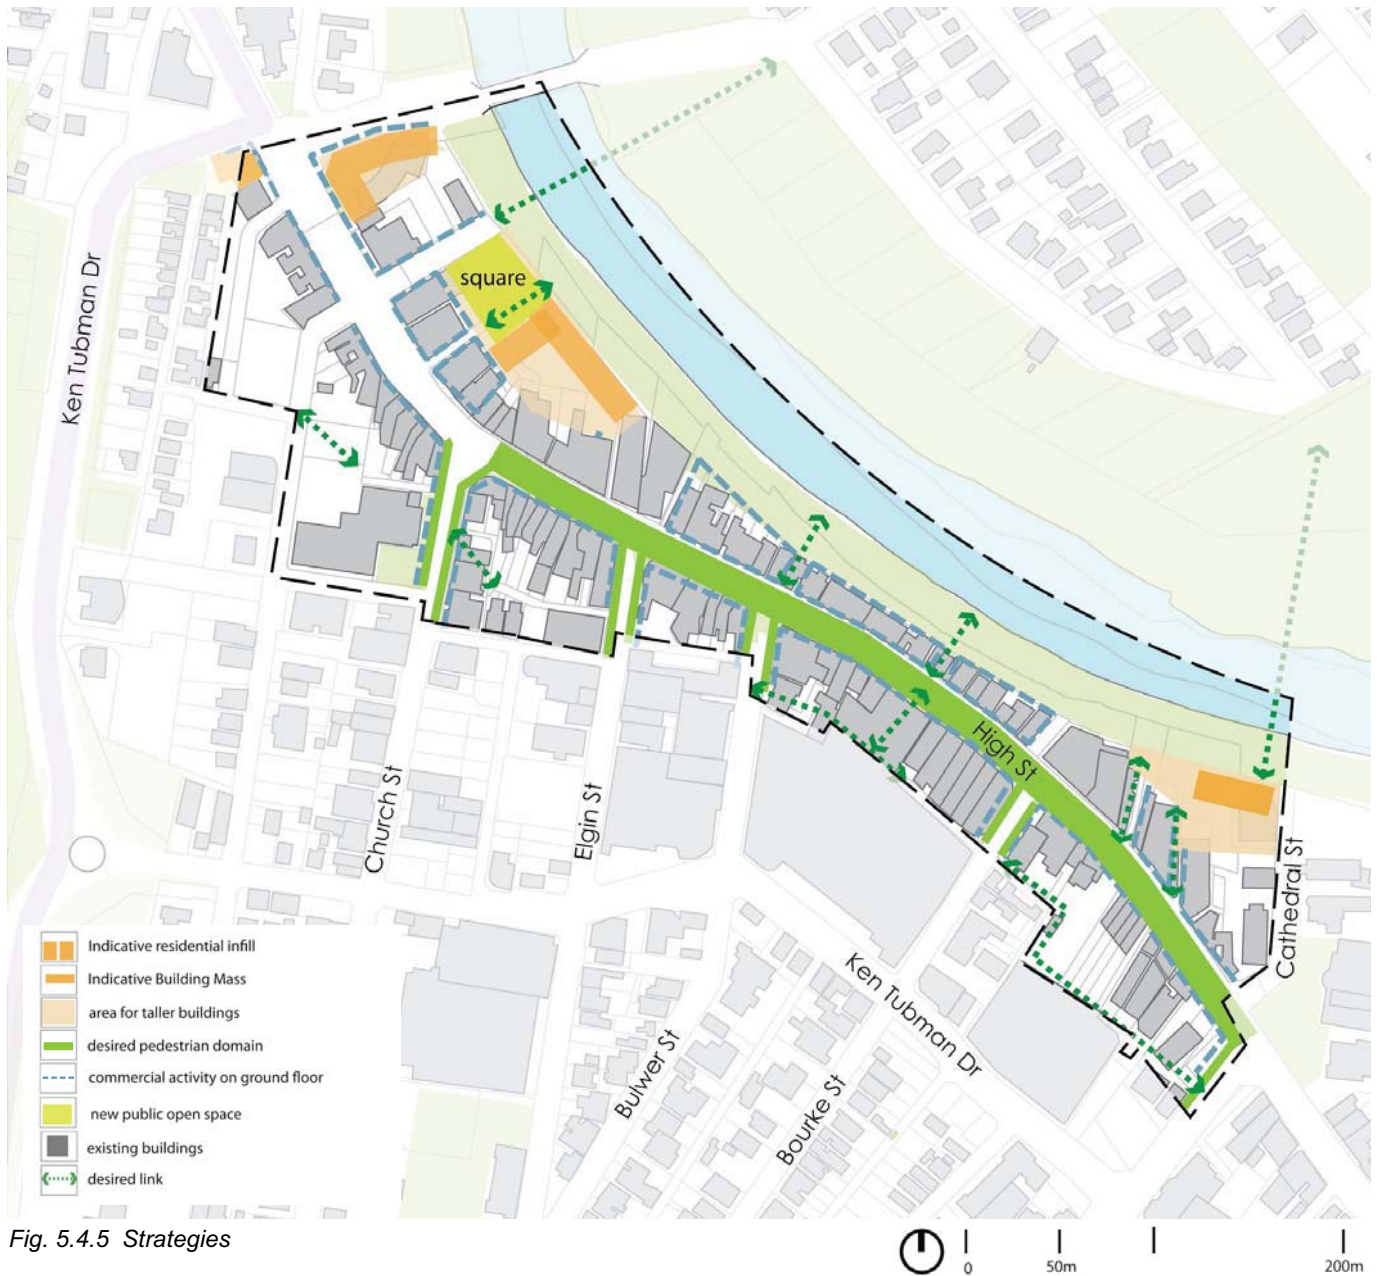 Ken Tubman Dr
square
High St
Church St
Elgin St
Cathedral St
Ken Tubman Dr
Bulwer St
Bourke St
Indicative residential infill
Indicative Building Mass
area for taller buildings
desired pedestrian domain
commercial activity on ground floor
new public open space
existing buildings
desired link
Fig. 5.4.5 Strategies
0 50m 200m